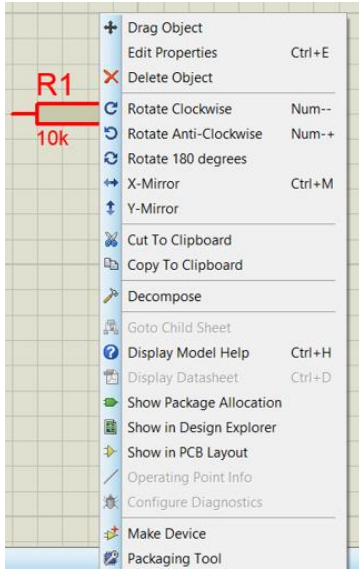 Drag Object
Edit Properties Ctrl+E
R1
Delete Object
Rotate Clockwise Num--
10k
Rotate Anti-Clockwise Num-+
Rotate 180 degrees
X-Mirror Ctrl+M
Y-Mirror
Cut To Clipboard
Copy To Clipboard
Decompose
Goto Child Sheet
Display Model Help Ctrl+H
Display Datasheet Ctrl+D
Show Package Allocation
Show in Design Explorer
Show in PCB Layout
Operating Point Info
Configure Diagnostics
Make Device
Packaging Tool